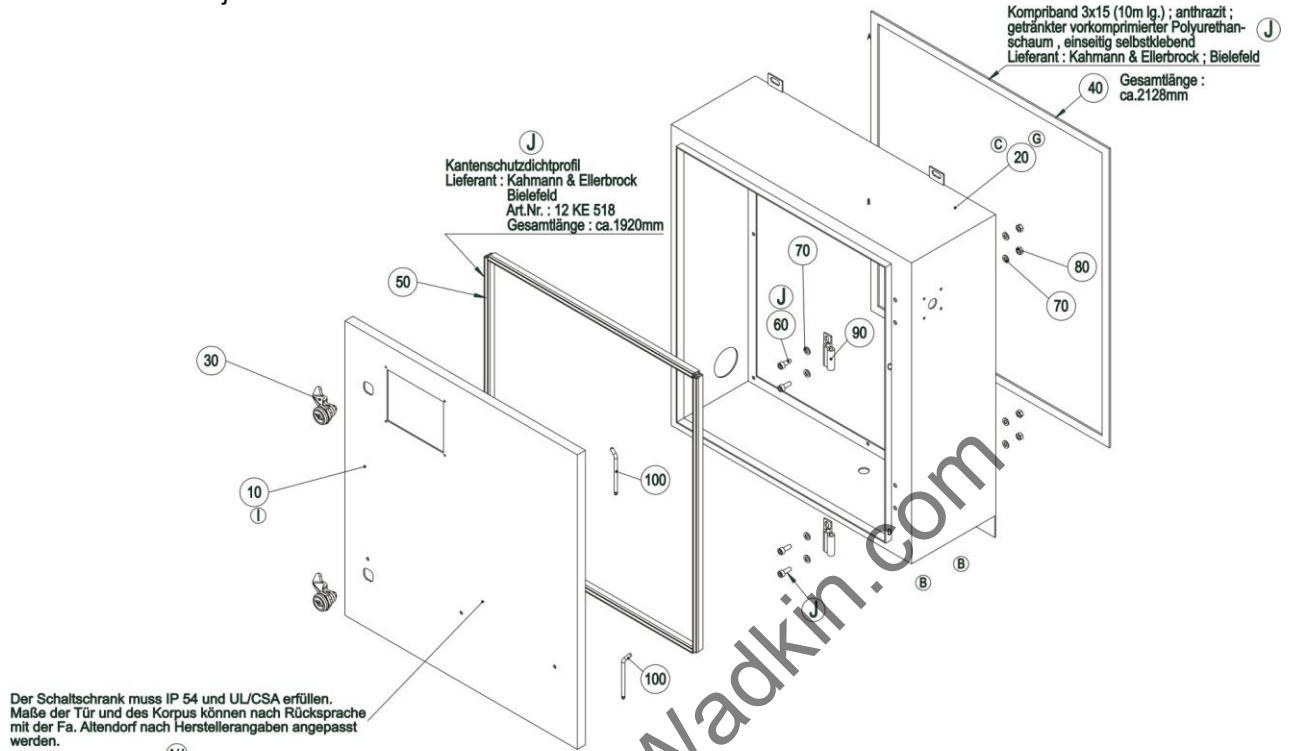 Kompriband 3x15 (10m lg.) ; anthrazit ;
getränkter vorkomprimierter Polyurethan-
schaum , einseitig selbstklebend
Lieferant : Kahmann & Ellerbrock ; Bielefeld
J
40
Gesamtlänge :
ca.2128mm
C
G
20
J
Kantenschutzdichtprofil
Lieferant : Kahmann & Ellerbrock
Bielefeld
Art.Nr. : 12 KE 518
Gesamtlänge : ca.1920mm
50
70
80
70
J
60
90
30
10
I
100
B
B
J
100
Der Schaltschrank muss IP 54 und UL/CSA erfüllen.
Maße der Tür und des Korpus können nach Rücksprache
mit der Fa. Altendorf nach Herstellerangaben angepasst
werden.
Wadkin.com